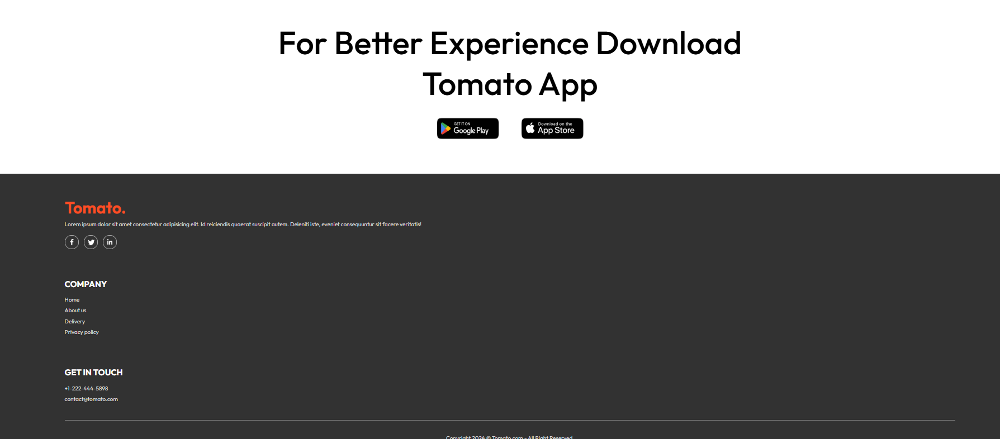 For Better Experience Download
Tomato App
GET IT ON
Google Play
Download on the
App Store
Tomato.
Lorem ipsum dolor sit amet consectetur adipisicing elit. Id reiciendis quaerat suscipit autem. Deleniti iste, eveniet consequuntur sit facere veritatis!
f
in
COMPANY
Home
About us
Delivery
Privacy policy
GET IN TOUCH
+1-222-444-5898
contact@tomato.com
Copyright 2024 © Tomato.com - All Right Reserved